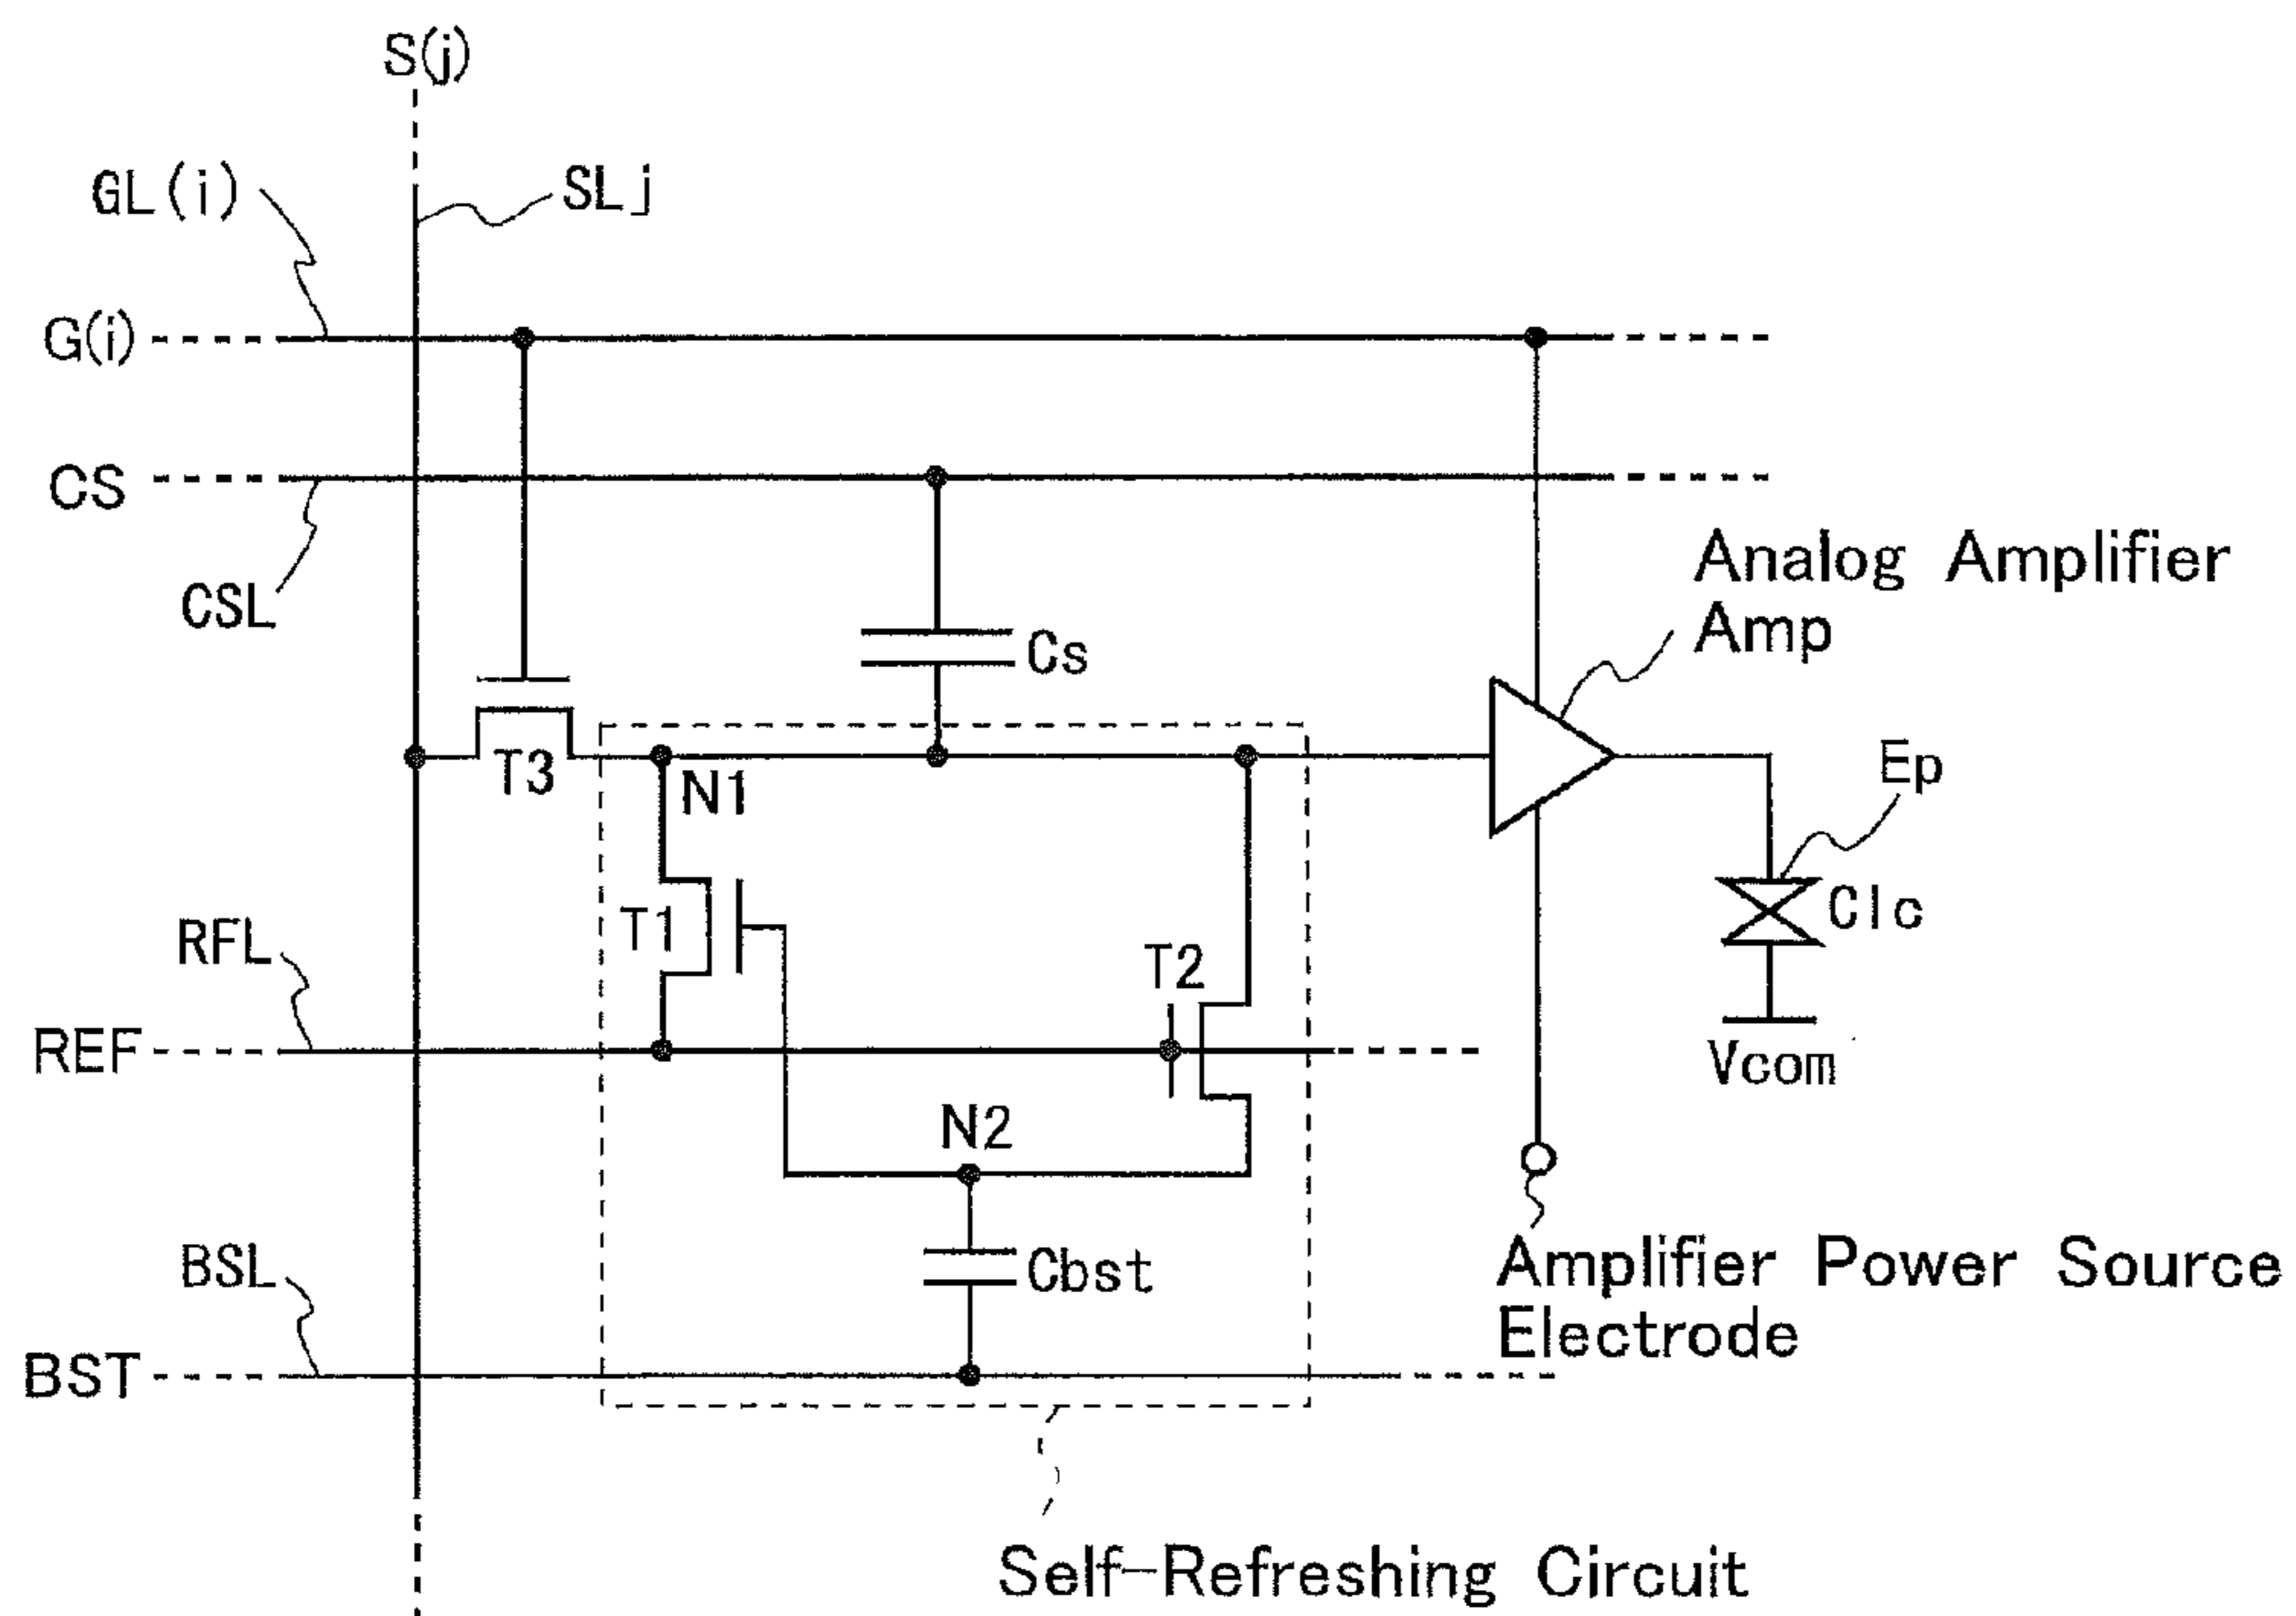 S(j)
GL(i)
SLj
G(i)
CS
CSL
Analog Amplifier
Amp
Cs
T3
N1
Ep
T1
Clc
RFL
T2
REF
Vcom
N2
BSL
Cbst
Amplifier Power Source
Electrode
BST
Self-Refreshing Circuit